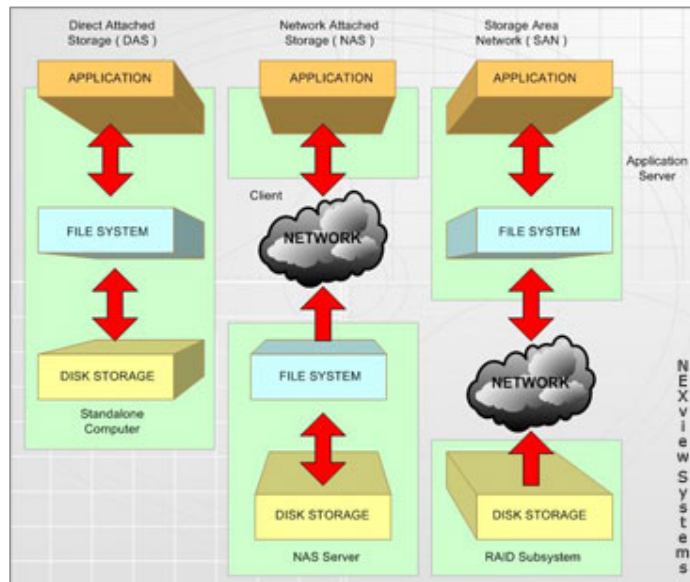 Direct Attached
Storage ( DAS )
APPLICATION
FILE SYSTEM
DISK STORAGE
Standalone
Computer
Network Attached
Storage ( NAS )
APPLICATION
Client
NETWORK
FILE SYSTEM
DISK STORAGE
NAS Server
Storage Area
Network ( SAN )
APPLICATION
Application
Server
FILE SYSTEM
NETWORK
DISK STORAGE
RAID Subsystem
NEXview Systems